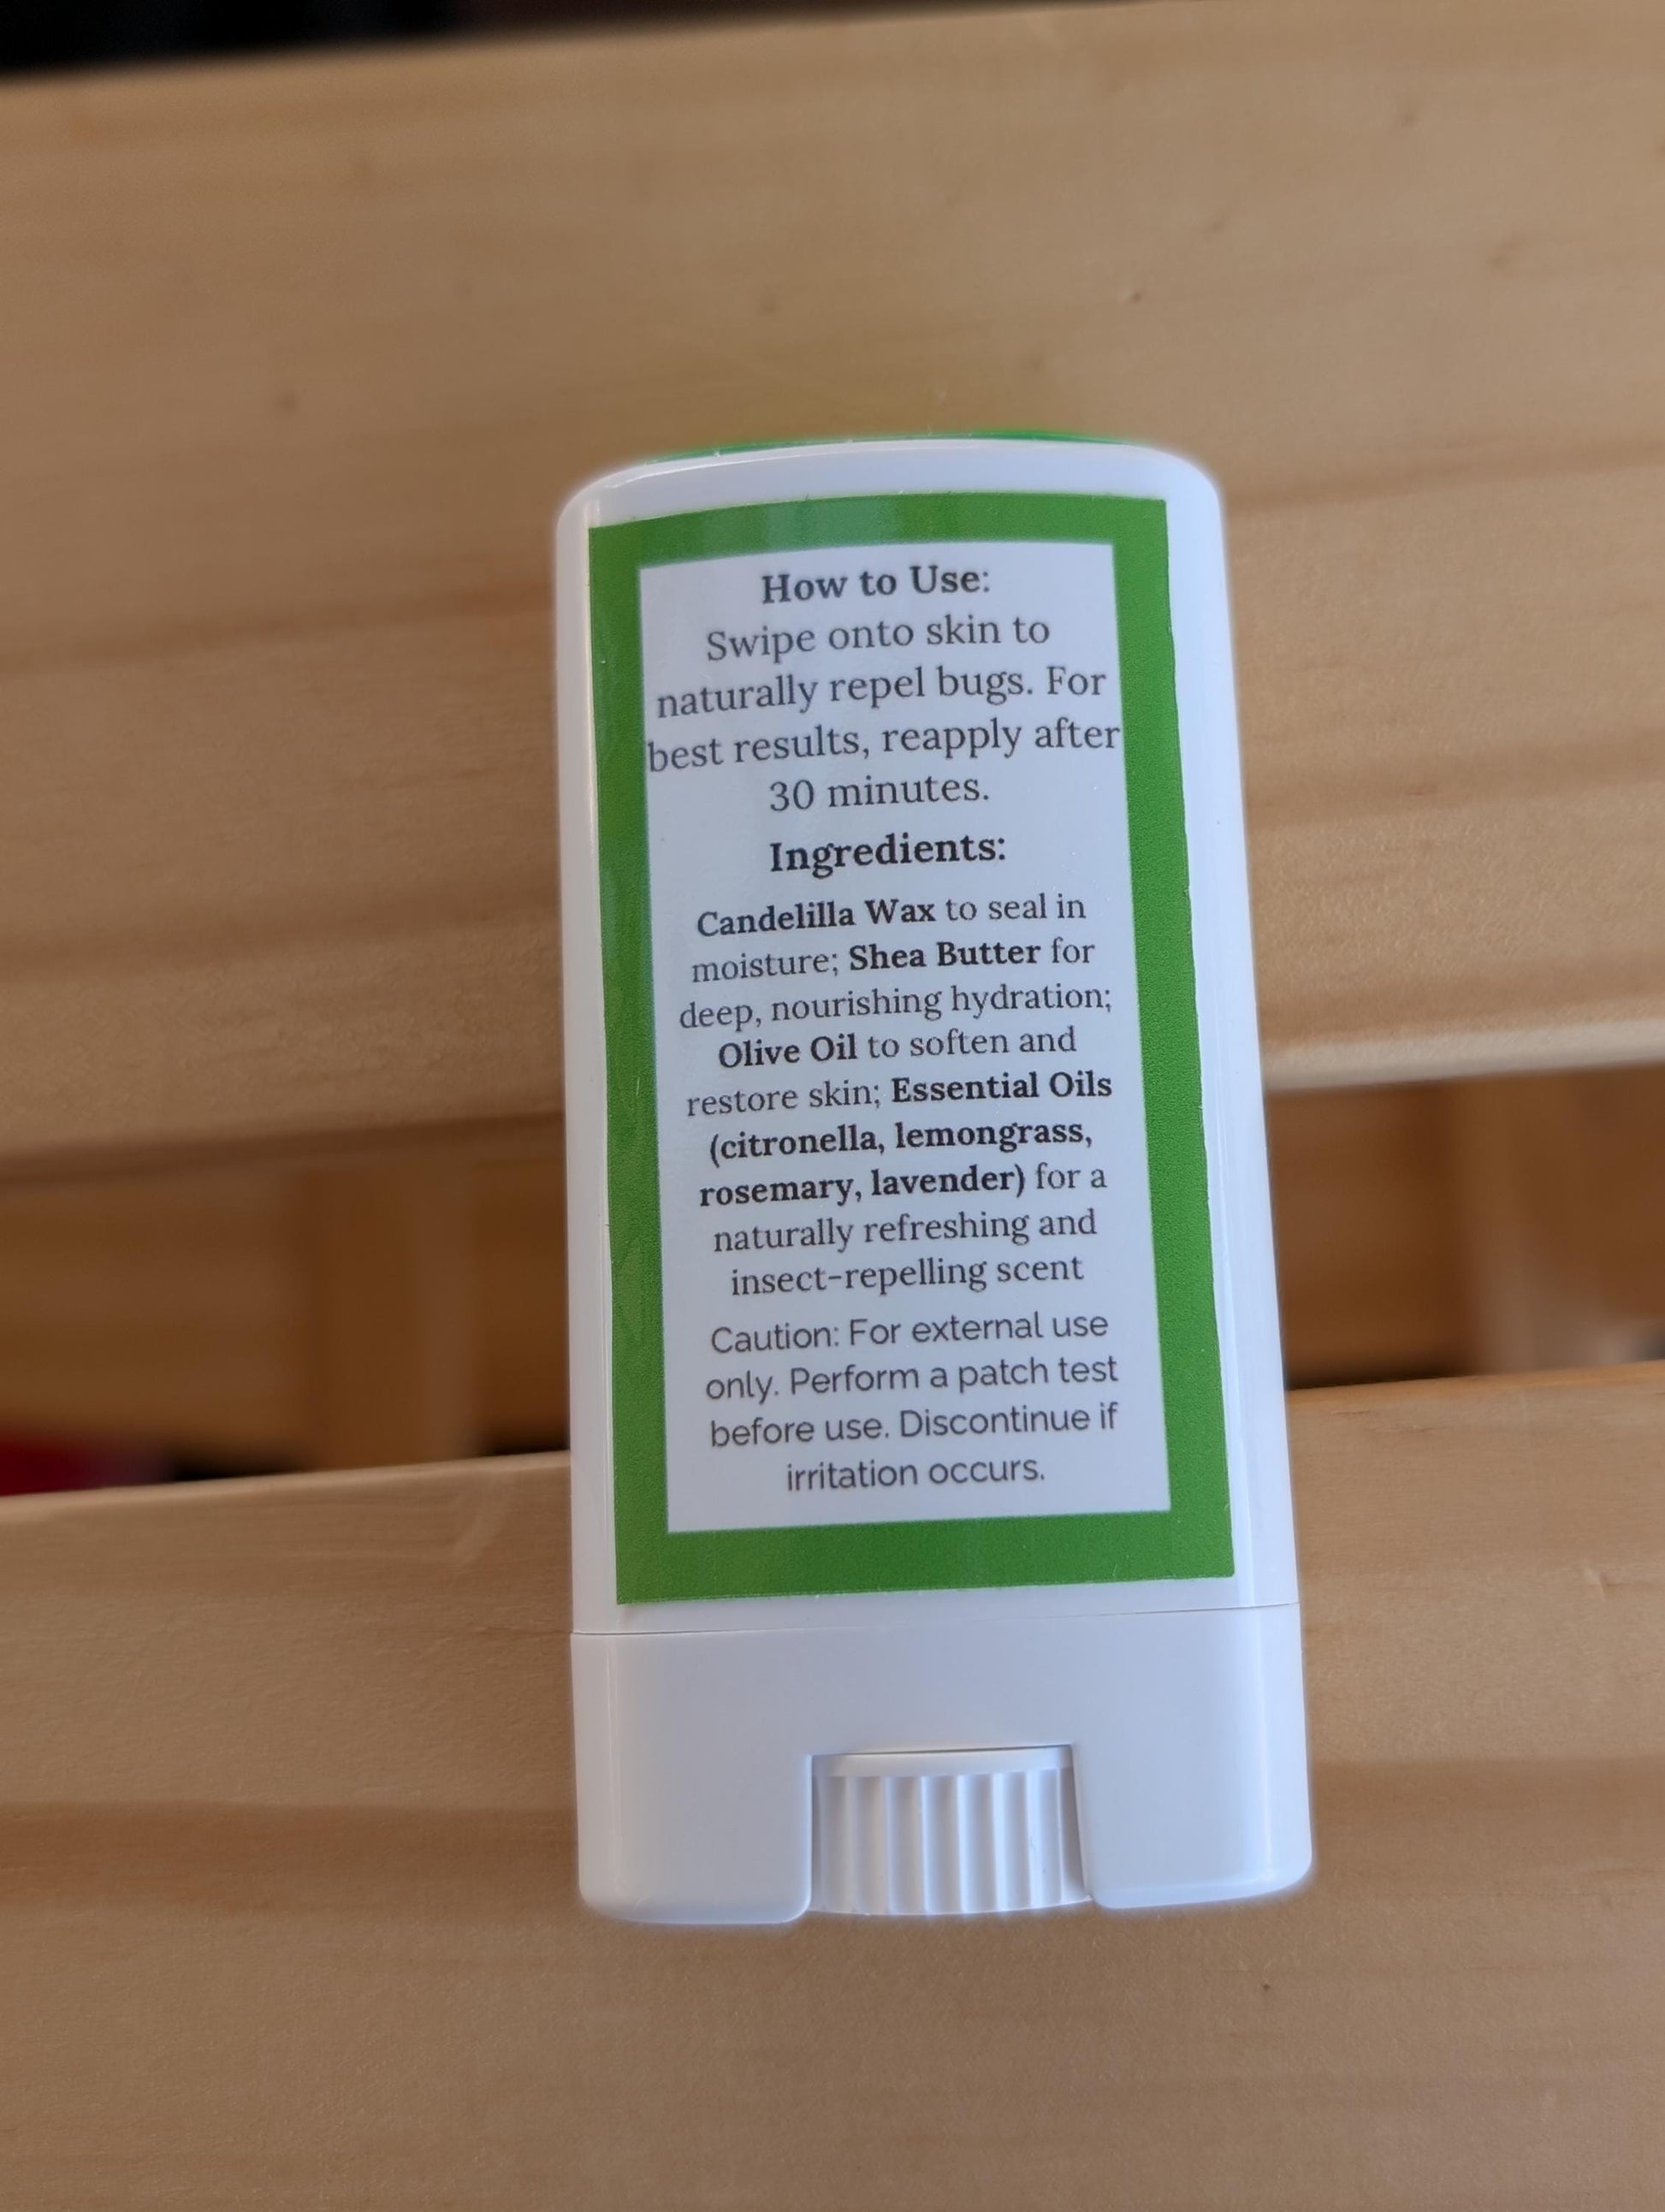 How to Use:
Swipe onto skin to
naturally repel bugs. For
best results, reapply after
30 minutes.
Ingredients:
Candelilla Wax to seal in
moisture; Shea Butter for
deep, nourishing hydration;
Olive Oil to soften and
restore skin; Essential Oils
(citronella, lemongrass,
rosemary, lavender) for a
naturally refreshing and
insect-repelling scent
Caution: For external use
only. Perform a patch test
before use. Discontinue if
irritation occurs.